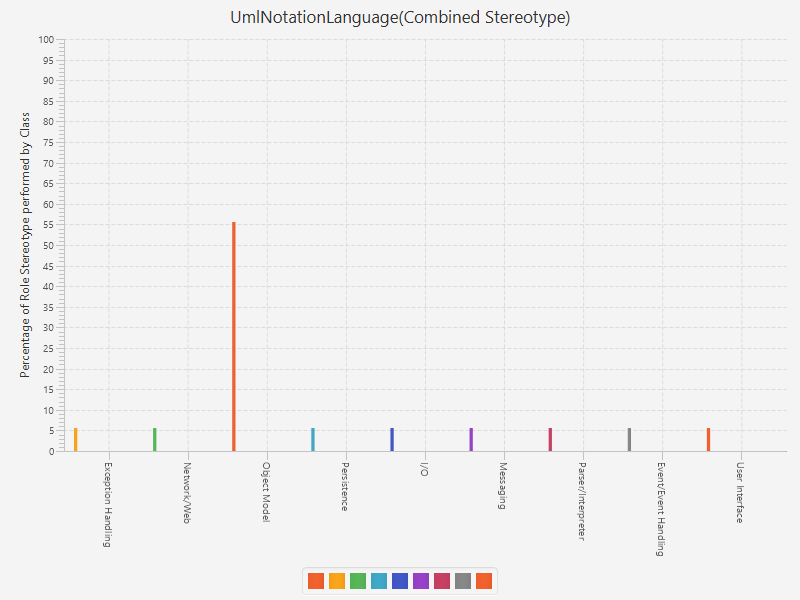 UmlNotationLanguage(Combined Stereotype)
Percentage of Role Stereotype performed by Class
100
95
90
85
80
75
70
65
60
55
50
45
40
35
30
25
20
15
10
5
0
Exception Handling
Network/Web
Object Model
Persistence
I/O
Messaging
Parser/Interpreter
Event/Event Handling
User Interface